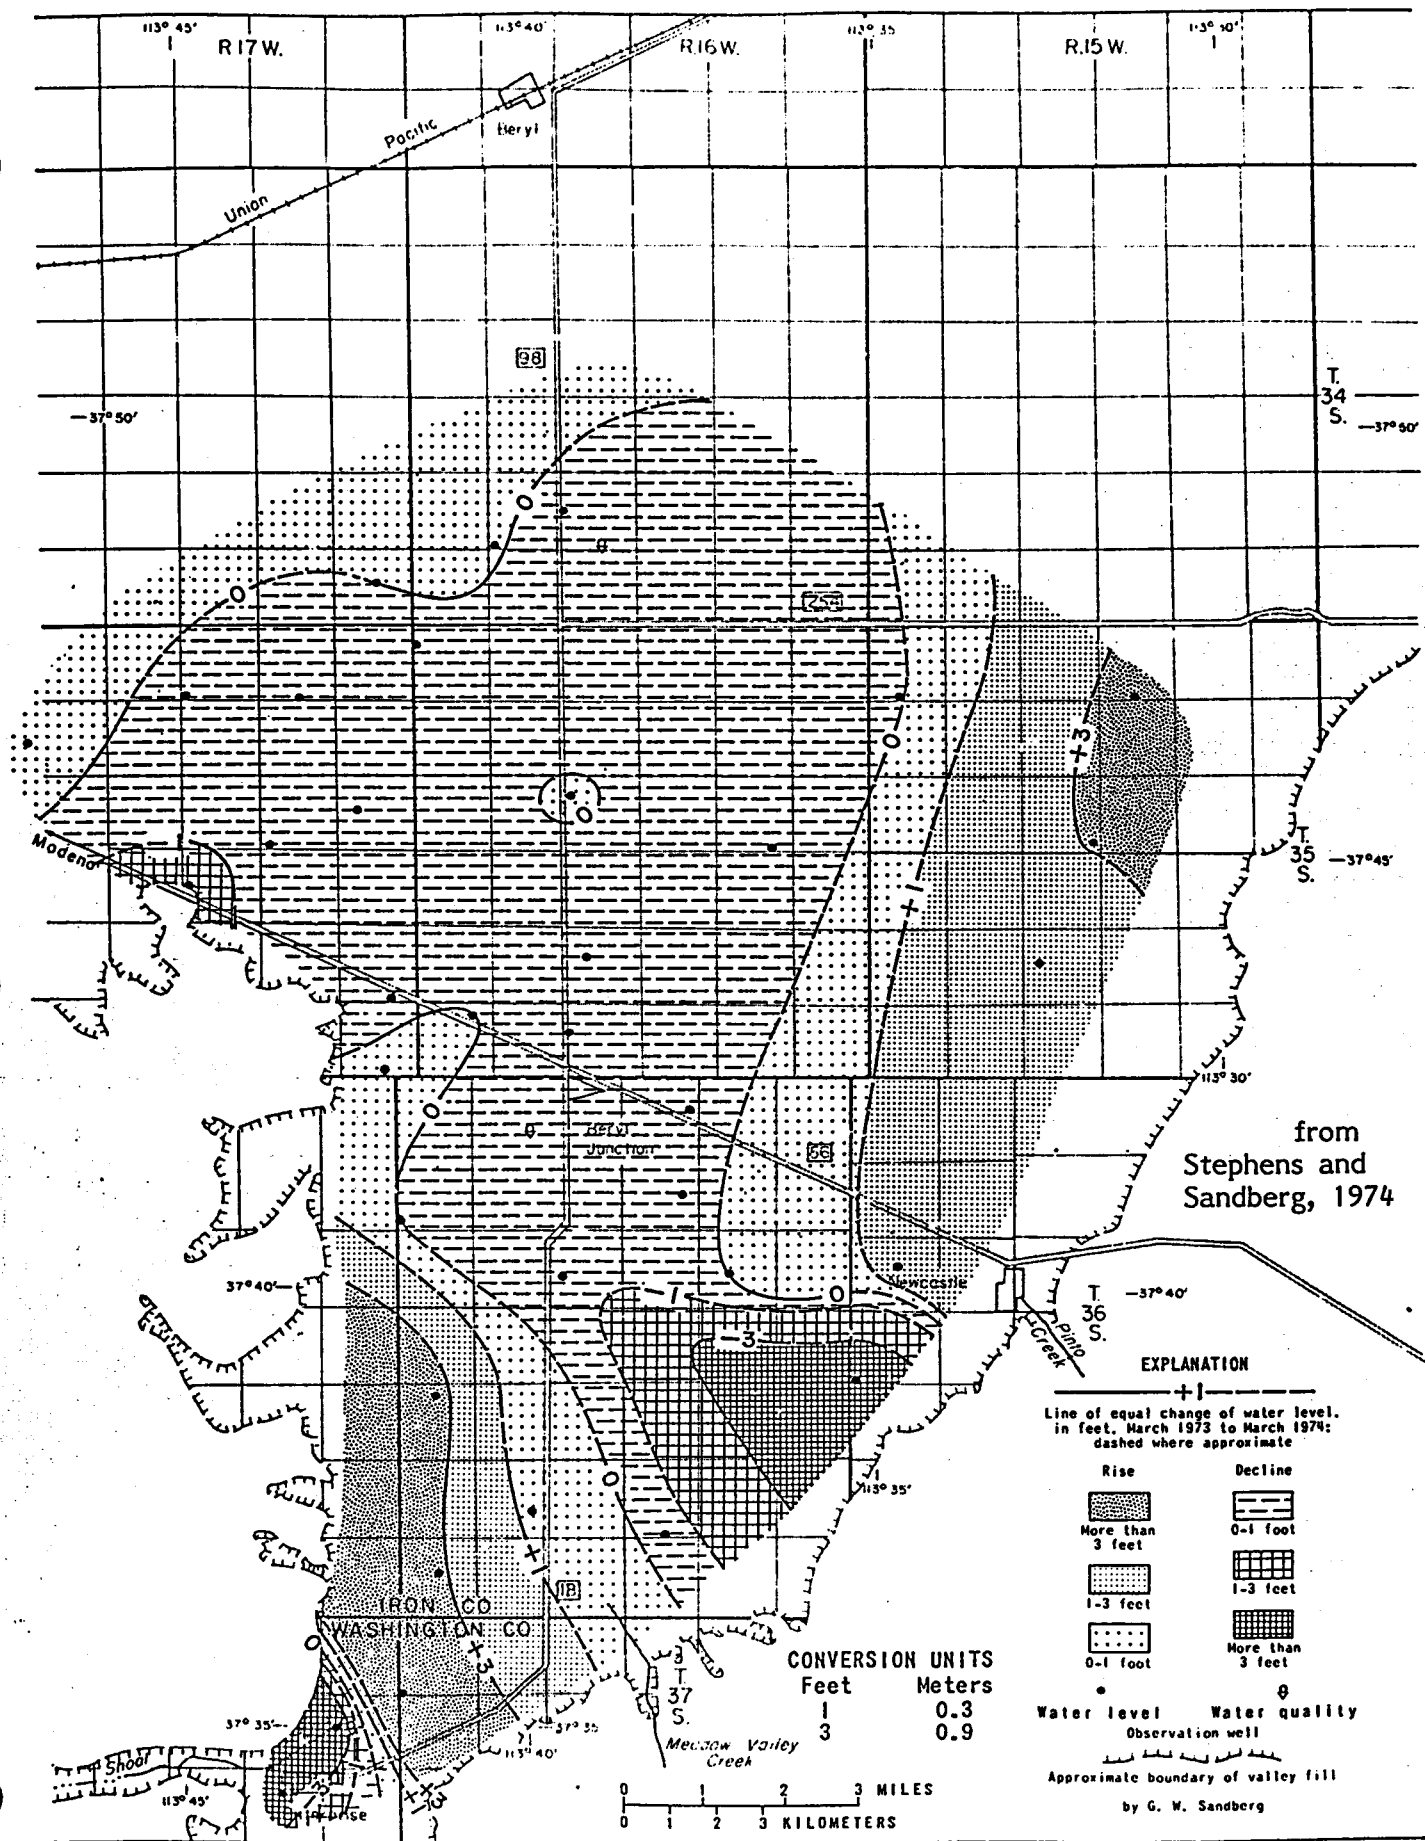 113° 45'
113° 40'
113° 35
113° 30'
R 17 W.
R.16 W.
R.15 W.
Beryl
Pacific
Union
98
T.
34
S.
—37° 50'
—37° 50'
0
0
254
+3
0
0
Modena
T.
35
S.
—37° 45'
+1
113° 30'
0
Beryl
Junction
56
from
Stephens and
Sandberg, 1974
37° 40'—
Newcastle
T.
36
S.
—37° 40'
Pinto
Creek
-1
0
-3
EXPLANATION
+1
Line of equal change of water level,
in feet, March 1973 to March 1974;
dashed where approximate
Rise
Decline
More than
3 feet
0-1 foot
1-3 feet
1-3 feet
0-1 foot
More than
3 feet
Water level
Water quality
Observation well
Approximate boundary of valley fill
by G. W. Sandberg
0
113° 35'
+1
18
IRON CO
WASHINGTON CO
0
+3
T.
37
S.
CONVERSION UNITS
Feet Meters
1 0.3
3 0.9
37° 35'—
37° 35
113° 40'
Meadow Valley
Creek
Shoal
113° 45'
-3
+1
+3
0 1 2 3 MILES
0 1 2 3 KILOMETERS